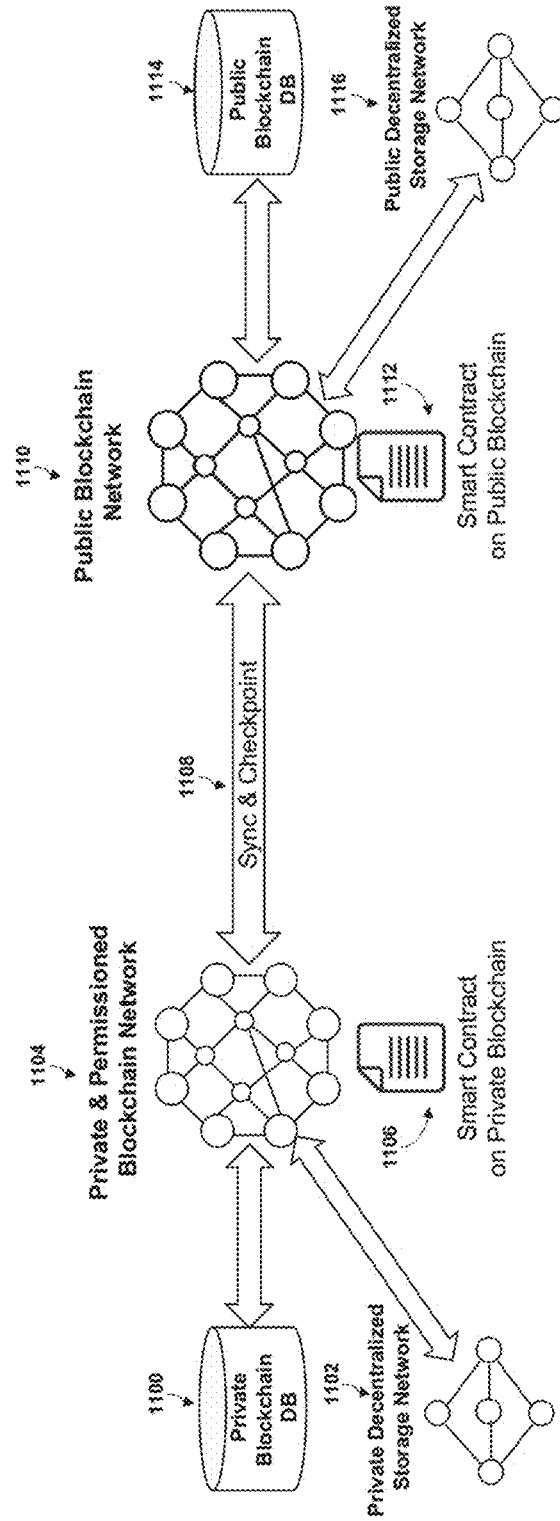 1100
Private
Blockchain
DB
1102
Private Decentralized
Storage Network
1104
Private & Permissioned
Blockchain Network
1106
Smart Contract
on Private Blockchain
1108
Sync & Checkpoint
1110
Public Blockchain
Network
1112
Smart Contract
on Public Blockchain
1114
Public
Blockchain
DB
1116
Public Decentralized
Storage Network